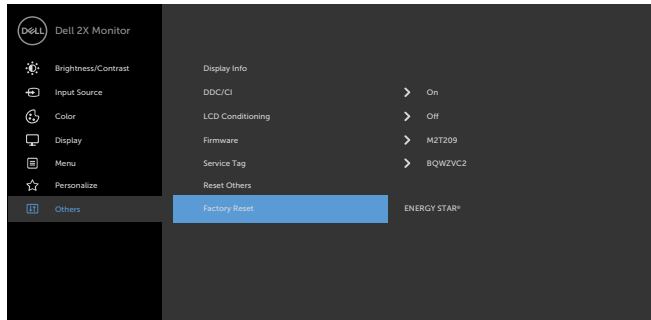 DELL Dell 2X Monitor
Brightness/Contrast Display Info
Input Source DDC/CI On
Color LCD Conditioning Off
Display Firmware M2T209
Menu Service Tag BQWZVC2
Personalize Reset Others
Others Factory Reset ENERGY STAR®